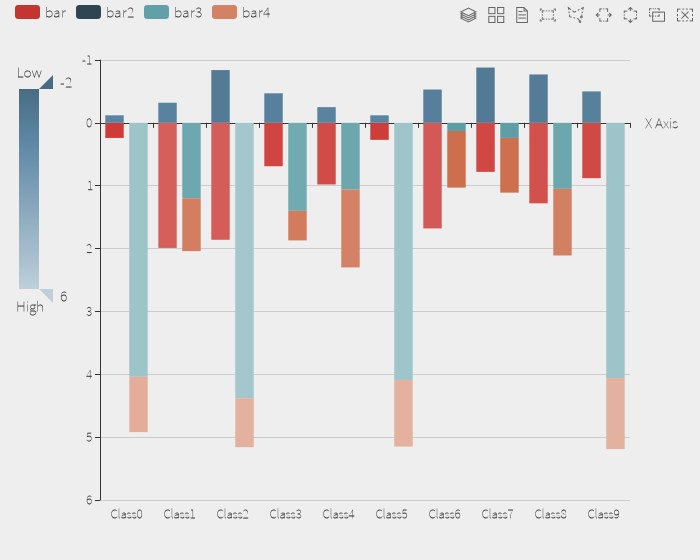 bar bar2 bar3 bar4
Low
-2
6
High
-1
0
1
2
3
4
5
6
X Axis
Class0 Class1 Class2 Class3 Class4 Class5 Class6 Class7 Class8 Class9